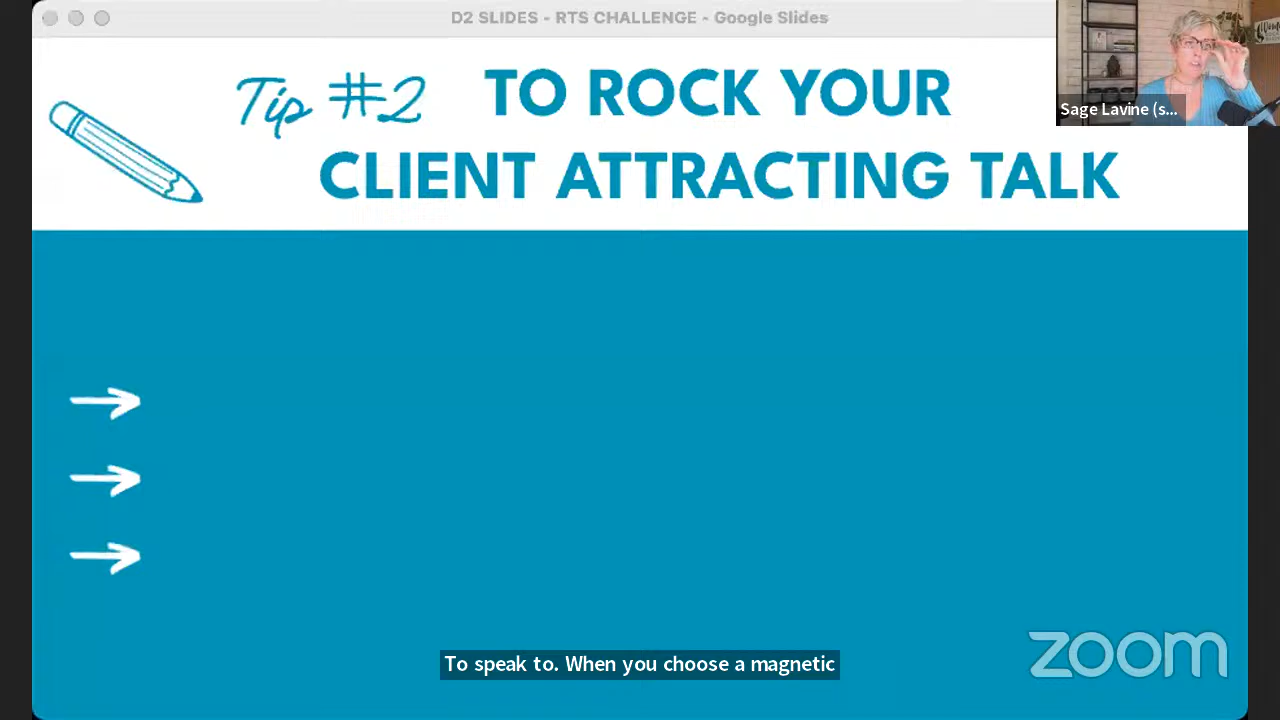 D2 SLIDES - RTS CHALLENGE - Google Slides
Tip #2 TO ROCK YOUR
CLIENT ATTRACTING TALK
Sage Lavine (s...
To speak to. When you choose a magnetic
zoom